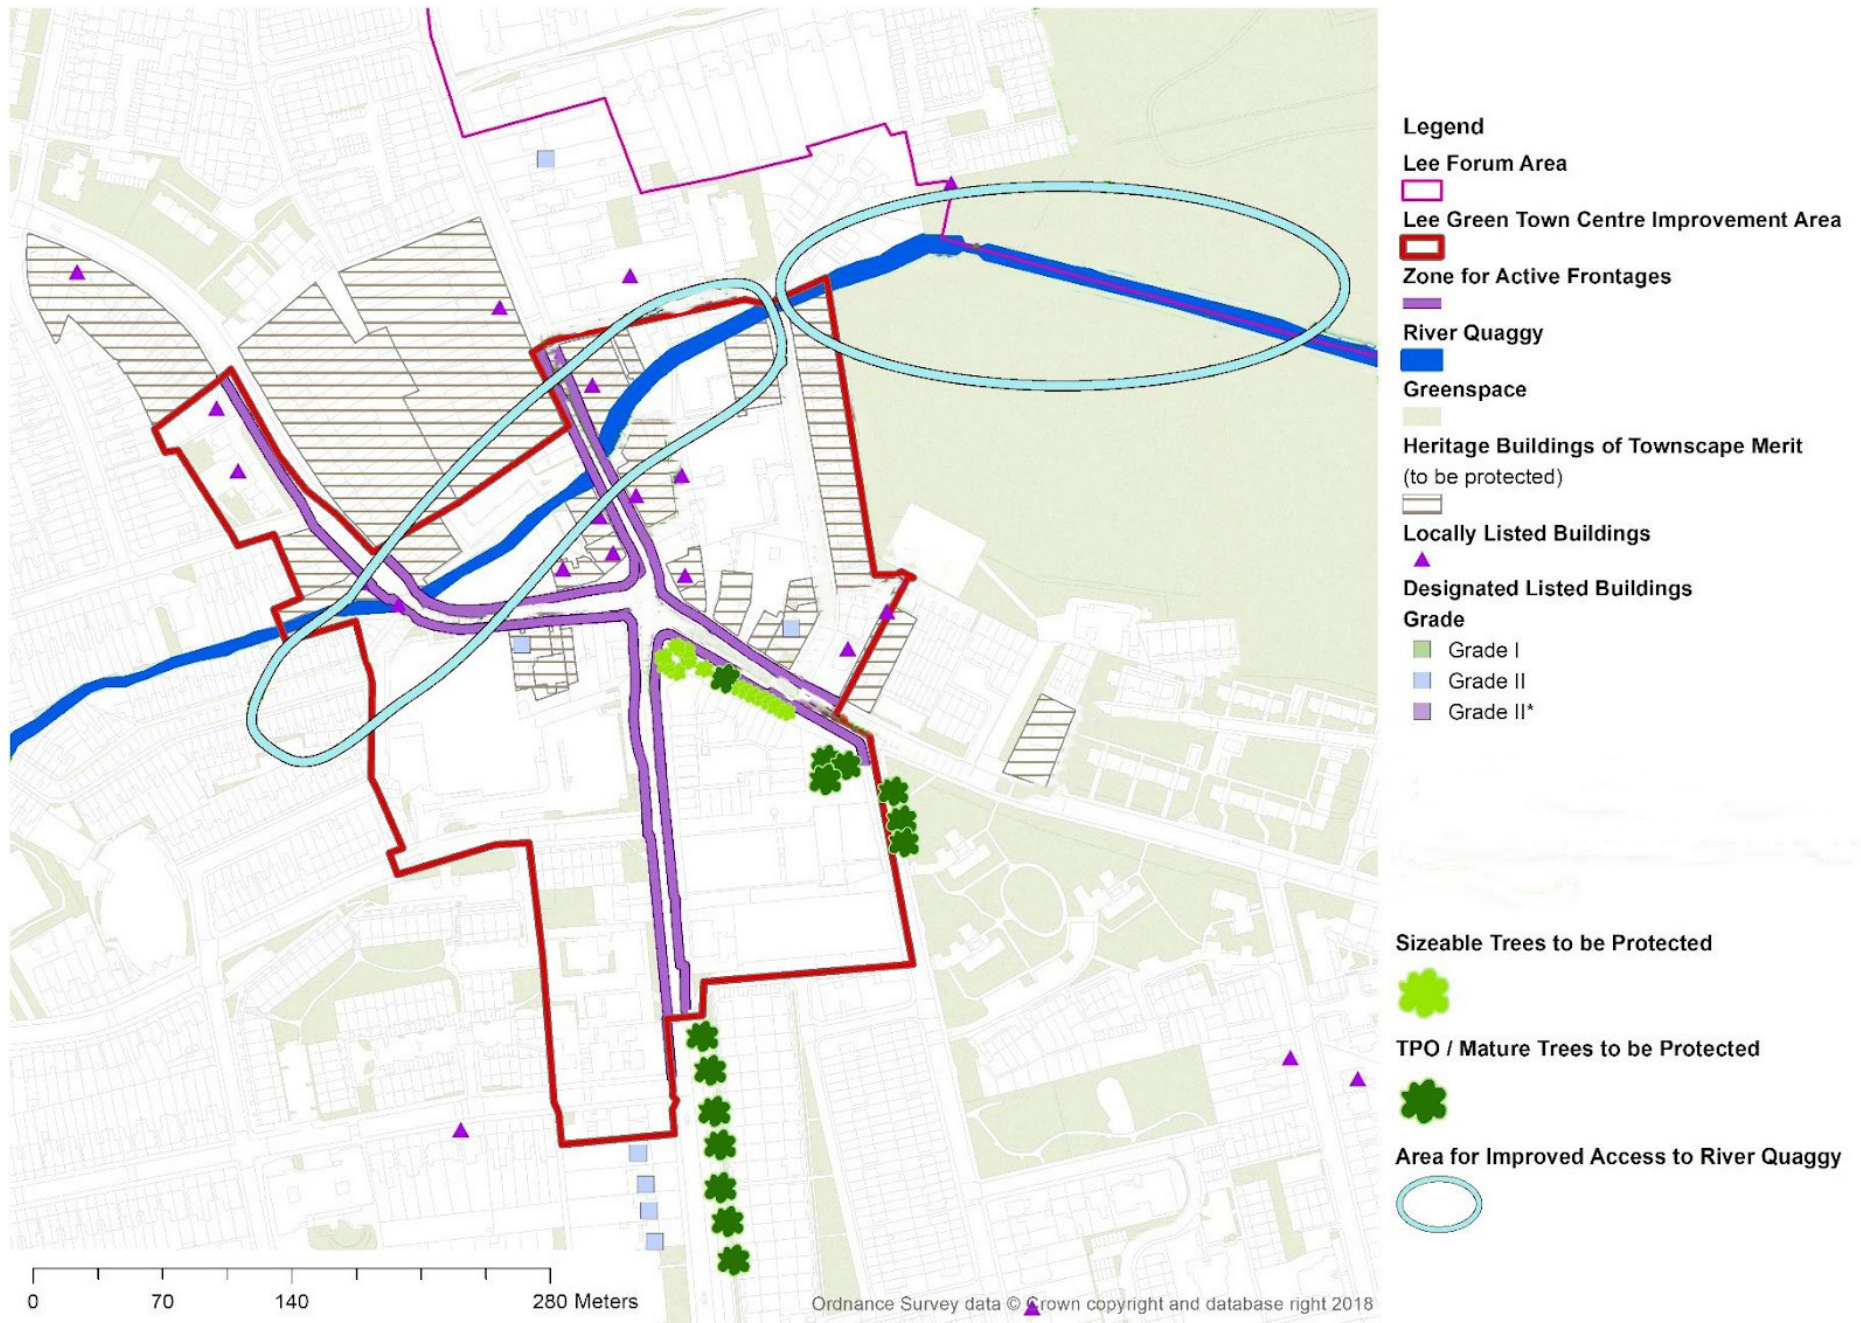 Legend
Lee Forum Area
Lee Green Town Centre Improvement Area
Zone for Active Frontages
River Quaggy
Greenspace
Heritage Buildings of Townscape Merit
(to be protected)
Locally Listed Buildings
Designated Listed Buildings
Grade
Grade I
Grade II
Grade II*
Sizeable Trees to be Protected
TPO / Mature Trees to be Protected
Area for Improved Access to River Quaggy
0 70 140 280 Meters
Ordnance Survey data © Crown copyright and database right 2018